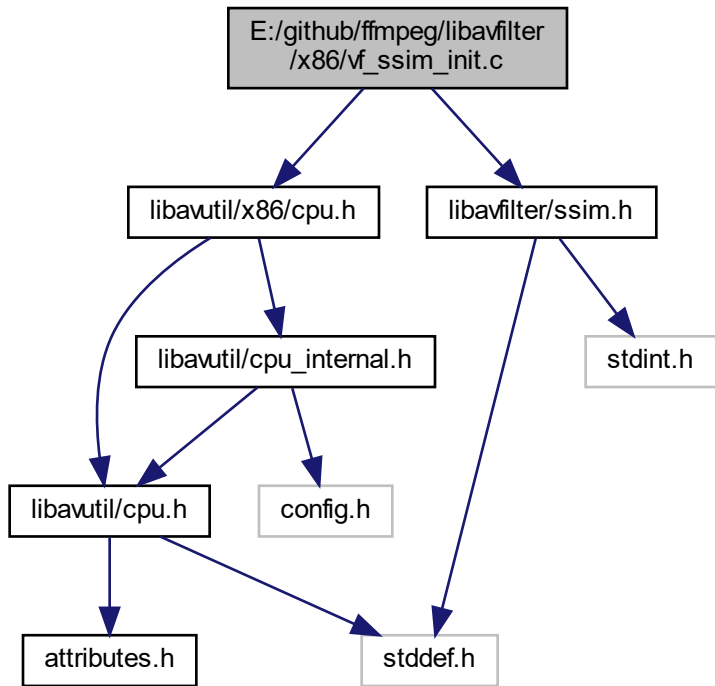 E:/github/ffmpeg/libavfilter
/x86/vf_ssim_init.c
libavutil/x86/cpu.h
libavfilter/ssim.h
libavutil/cpu_internal.h
stdint.h
libavutil/cpu.h
config.h
attributes.h
stddef.h